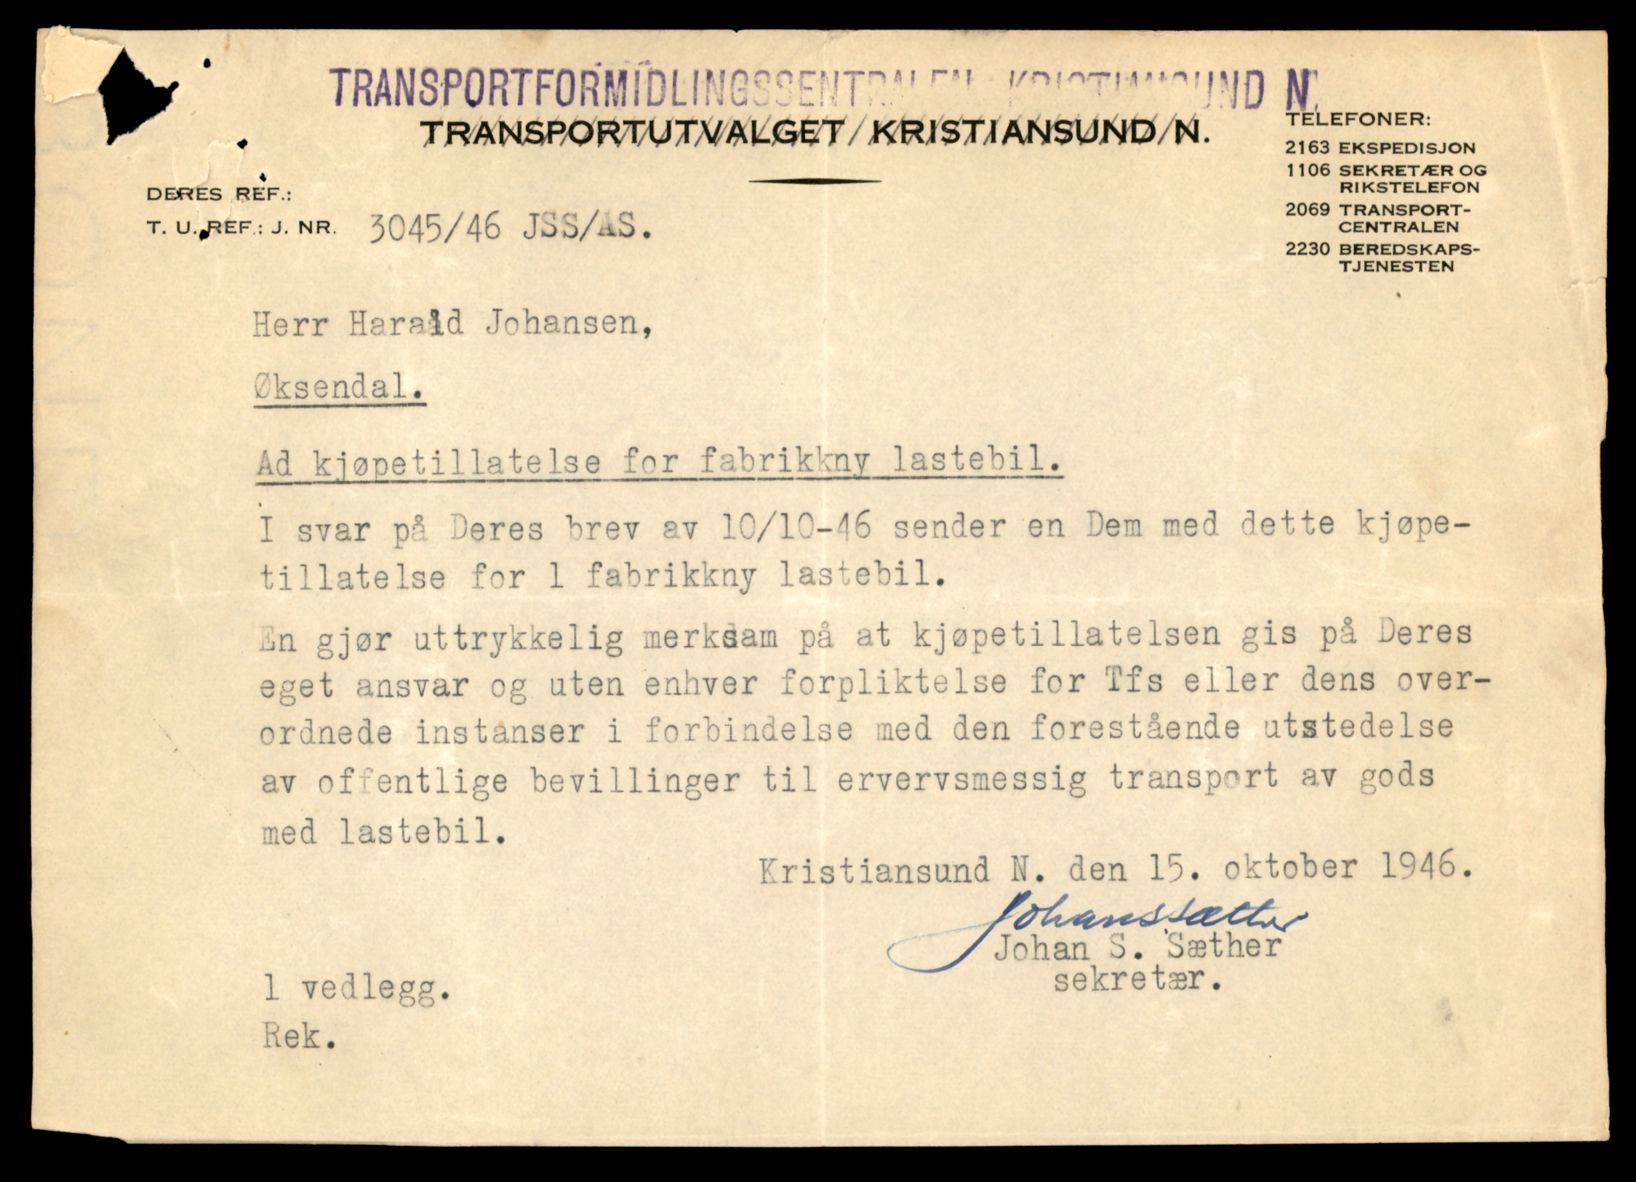 TRANSPORTFORMIDLINGSSENTRALEN KRISTIANSUND N.
TRANSPORTUTVALGET / KRISTIANSUND N.
TELEFONER:
2163 EKSPEDISJON
1106 SEKRETÆR OG
RIKSTELEFON
2069 TRANSPORT-
CENTRALEN
2230 BEREDSKAPS-
TJENESTEN
DERES REF.:
T. U. REF.: J. NR. 3045/46 JSS/AS.
Herr Harald Johansen,
Øksendal.
Ad kjøpetillatelse for fabrikkny lastebil.
I svar på Deres brev av 10/10-46 sender en Dem med dette kjøpe-
tillatelse for 1 fabrikkny lastebil.
En gjør uttrykkelig merksam på at kjøpetillatelsen gis på Deres
eget ansvar og uten enhver forpliktelse for Tfs eller dens over-
ordnede instanser i forbindelse med den forestående utstedelse
av offentlige bevillinger til ervervsmessig transport av gods
med lastebil.
Kristiansund N. den 15. oktober 1946.
Johanssæther
Johan S. Sæther
sekretær.
1 vedlegg.
Rek.